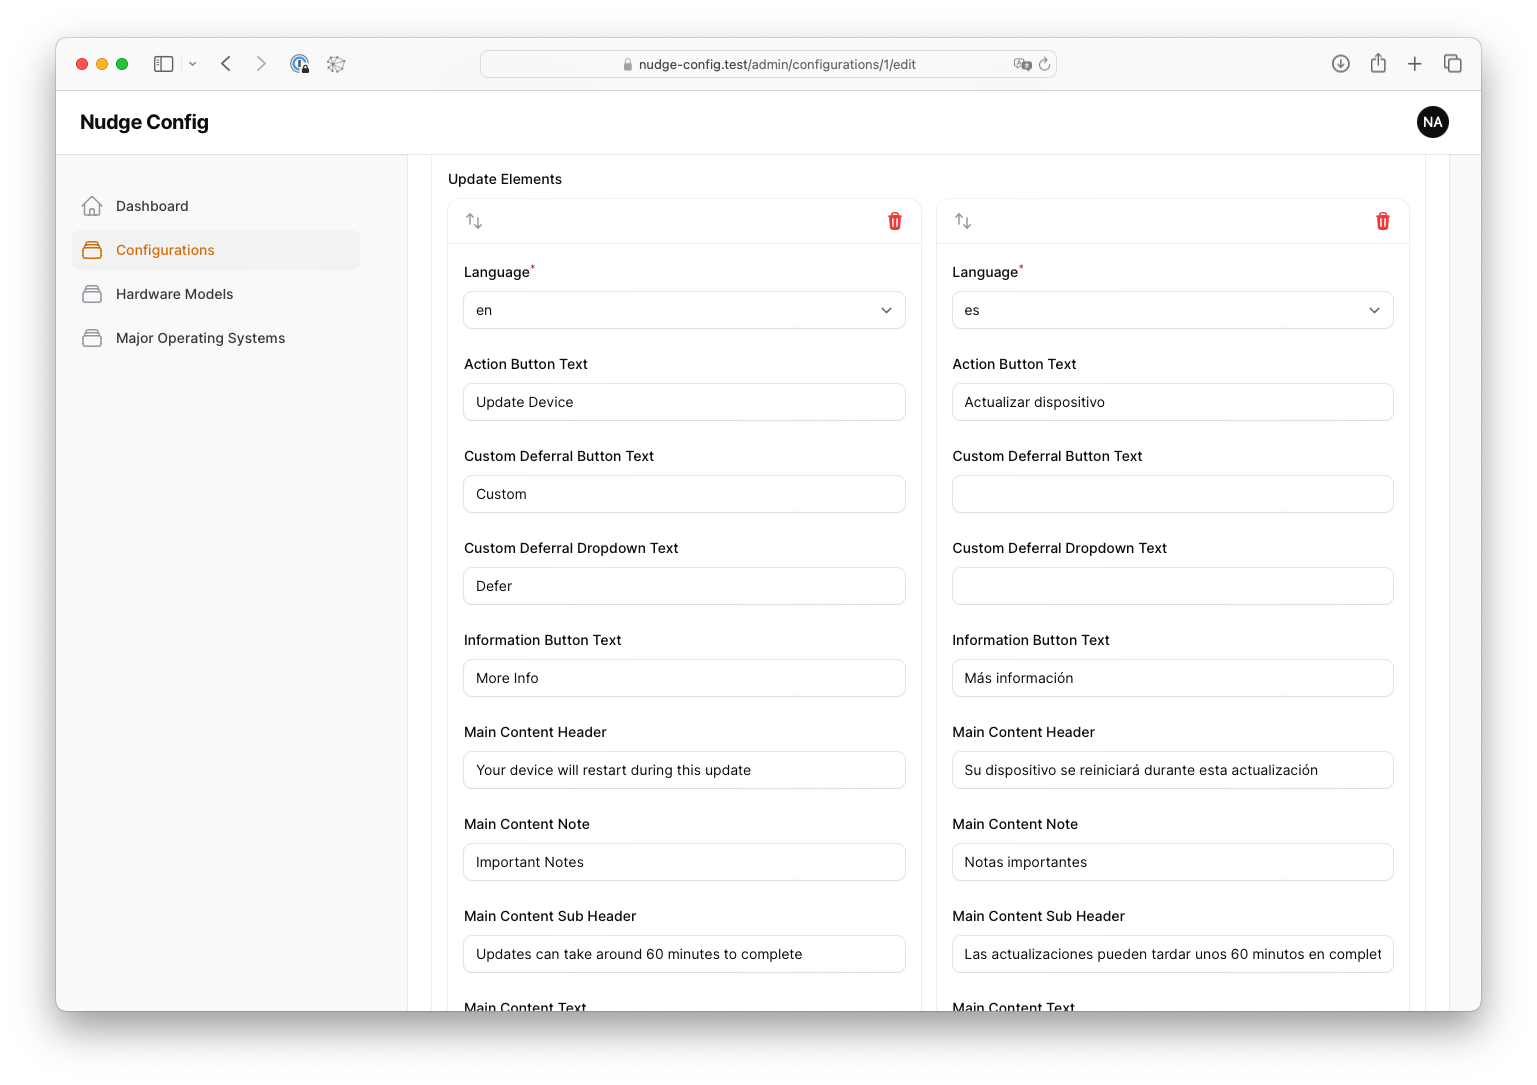 nudge-config.test/admin/configurations/1/edit
Nudge Config
NA
Dashboard
Configurations
Hardware Models
Major Operating Systems
Update Elements
Language*
en
Action Button Text
Update Device
Custom Deferral Button Text
Custom
Custom Deferral Dropdown Text
Defer
Information Button Text
More Info
Main Content Header
Your device will restart during this update
Main Content Note
Important Notes
Main Content Sub Header
Updates can take around 60 minutes to complete
Main Content Text
Language*
es
Action Button Text
Actualizar dispositivo
Custom Deferral Button Text
Custom Deferral Dropdown Text
Information Button Text
Más información
Main Content Header
Su dispositivo se reiniciará durante esta actualización
Main Content Note
Notas importantes
Main Content Sub Header
Las actualizaciones pueden tardar unos 60 minutos en complet
Main Content Text